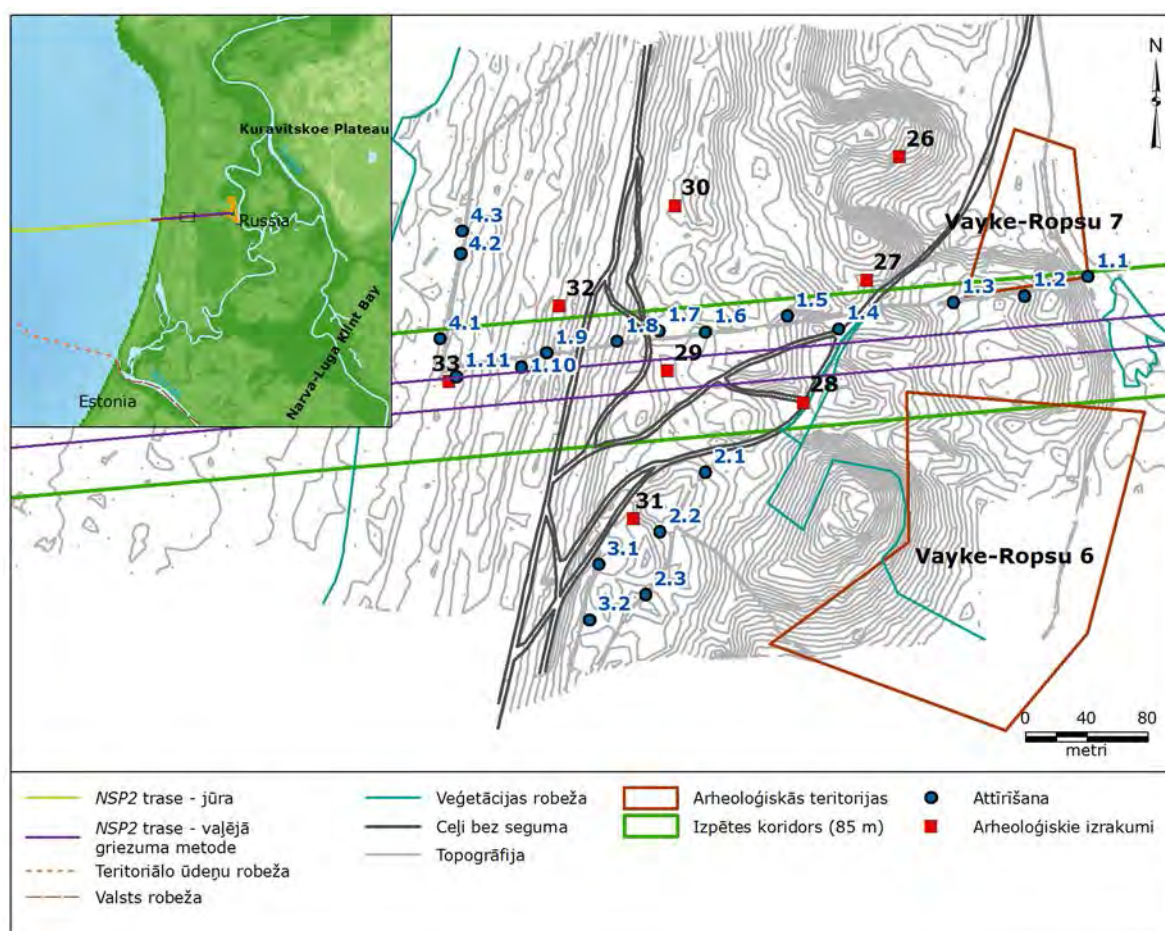 Kuravitskoe Plateau
Russia
Narva-Luga Klint Bay
Estonia
N
26
30
Vayke-Ropsu 7
4.3
4.2
27
1.1
1.2
1.3
32
1.5
1.4
4.1
1.7
1.6
1.8
1.9
33
1.11
1.10
29
28
2.1
31
2.2
3.1
2.3
3.2
Vayke-Ropsu 6
0 40 80
metri
NSP2 trase - jūra
NSP2 trase - vaļējā
griezuma metode
Teritoriālo ūdeņu robeža
Valsts robeža
Veģetācijas robeža
Ceļi bez seguma
Topogrāfija
Arheoloģiskās teritorijas
Izpētes koridors (85 m)
Attīrīšana
Arheoloģiskie izrakumi